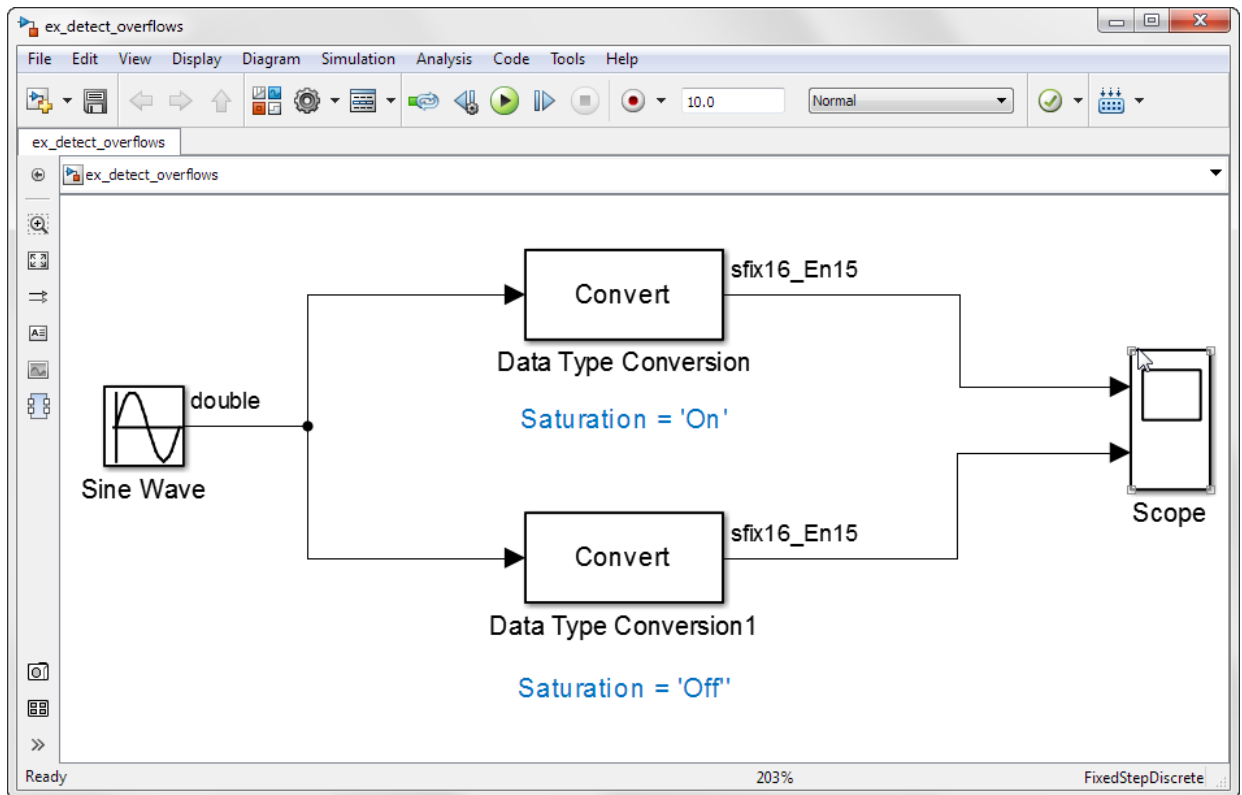 ex_detect_overflows
File Edit View Display Diagram Simulation Analysis Code Tools Help
10.0 Normal
ex_detect_overflows
ex_detect_overflows
sfix16_En15
Convert
Data Type Conversion
double
Saturation = 'On'
Sine Wave
Scope
sfix16_En15
Convert
Data Type Conversion1
Saturation = 'Off''
Ready 203% FixedStepDiscrete